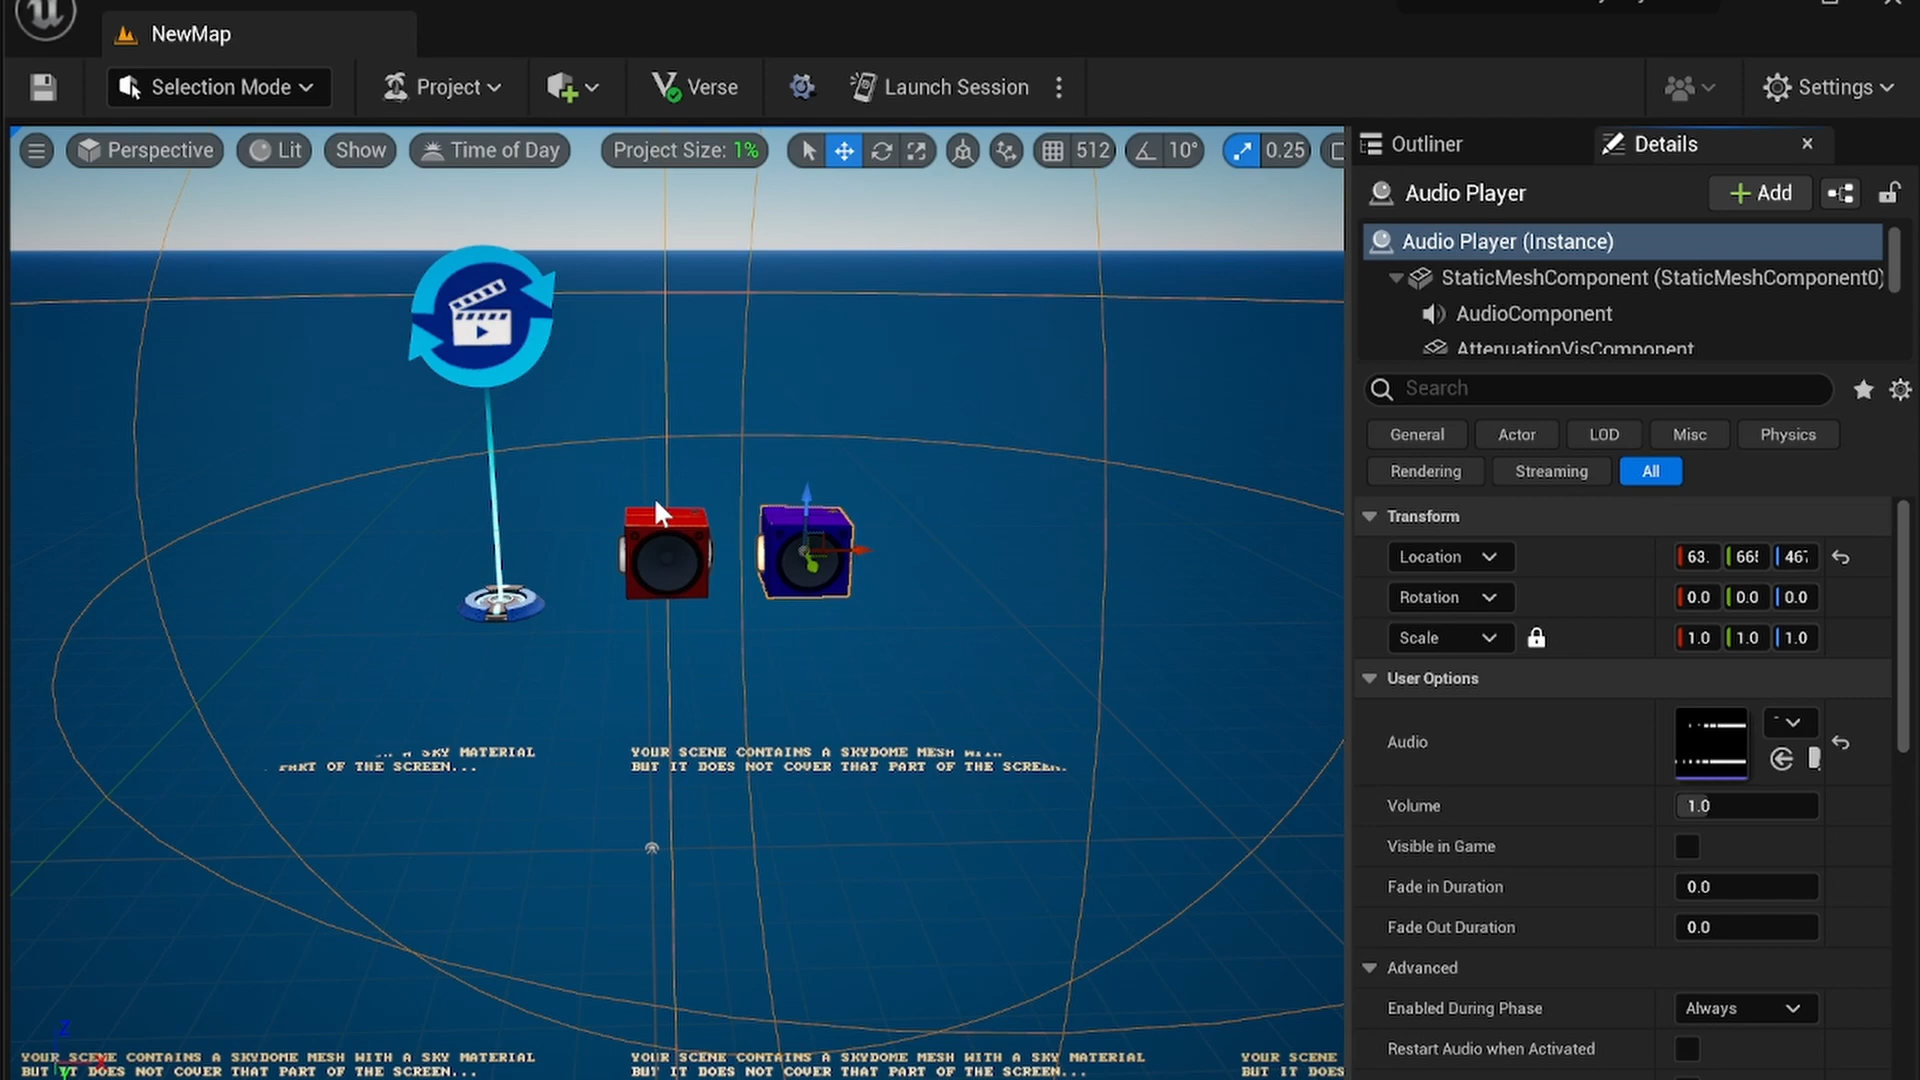 NewMap
Selection Mode
Project
Verse
Launch Session
Settings
Perspective
Lit
Show
Time of Day
Project Size: 1%
512
10°
0.25
Outliner
Details
Audio Player
Add
Audio Player (Instance)
StaticMeshComponent (StaticMeshComponent0)
AudioComponent
AttenuationVisComponent
Search
General
Actor
LOD
Misc
Physics
Rendering
Streaming
All
Transform
Location
63.
Rotation
0.0
0.0
0.0
Scale
1.0
1.0
1.0
User Options
Audio
Volume
1.0
Visible in Game
Fade in Duration
0.0
Fade Out Duration
0.0
Advanced
Enabled During Phase
Always
Restart Audio when Activated
A SKY MATERIAL
PART OF THE SCREEN...
YOUR SCENE CONTAINS A SKYDOME MESH
BUT IT DOES NOT COVER THAT PART OF THE SCREEN.
Z
YOUR SCENE CONTAINS A SKYDOME MESH WITH A SKY MATERIAL
BUT IT DOES NOT COVER THAT PART OF THE SCREEN...
YOUR SCENE CONTAINS A SKYDOME MESH WITH A SKY MATERIAL
BUT IT DOES NOT COVER THAT PART OF THE SCREEN...
YOUR SCENE
BUT IT DOES